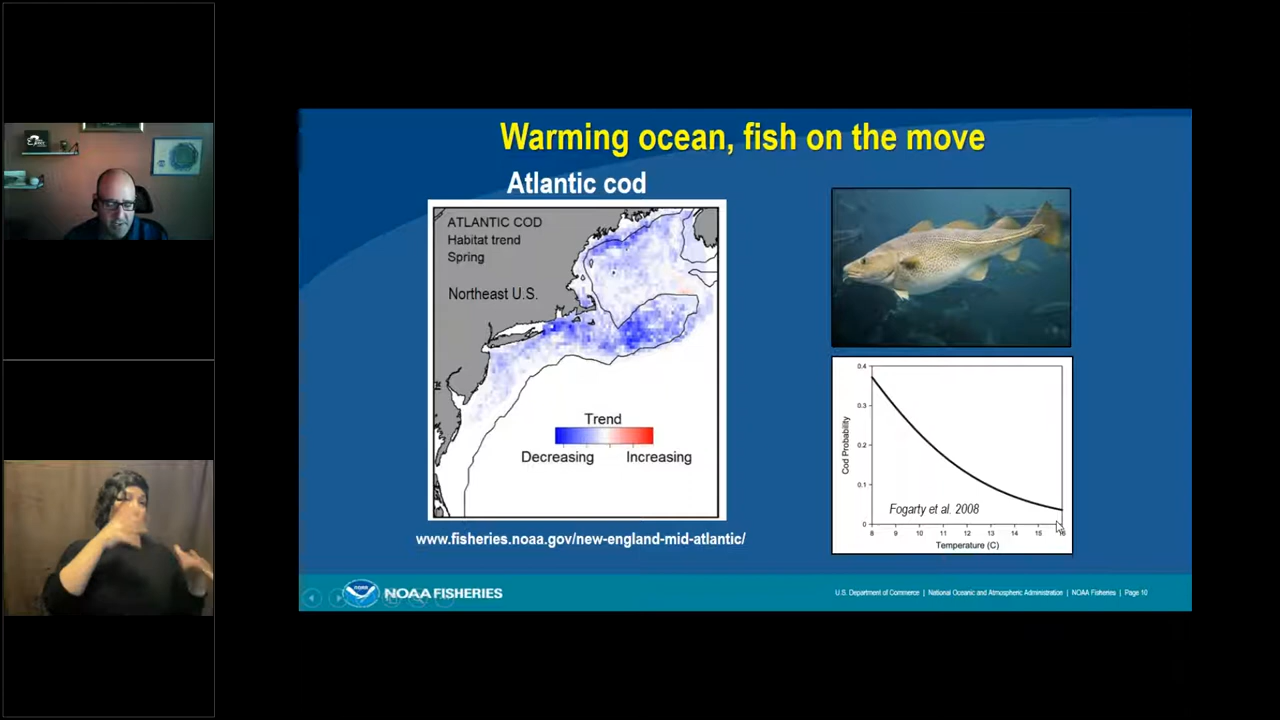 Warming ocean, fish on the move
Atlantic cod
ATLANTIC COD
Habitat trend
Spring
Northeast U.S.
Trend
Decreasing Increasing
www.fisheries.noaa.gov/new-england-mid-atlantic/
Cod Probability
0.4
0.3
0.2
0.1
0
Fogarty et al. 2008
8 9 10 11 12 13 14 15 16
Temperature (C)
NOAA FISHERIES
U.S. Department of Commerce | National Oceanic and Atmospheric Administration | NOAA Fisheries | Page 10